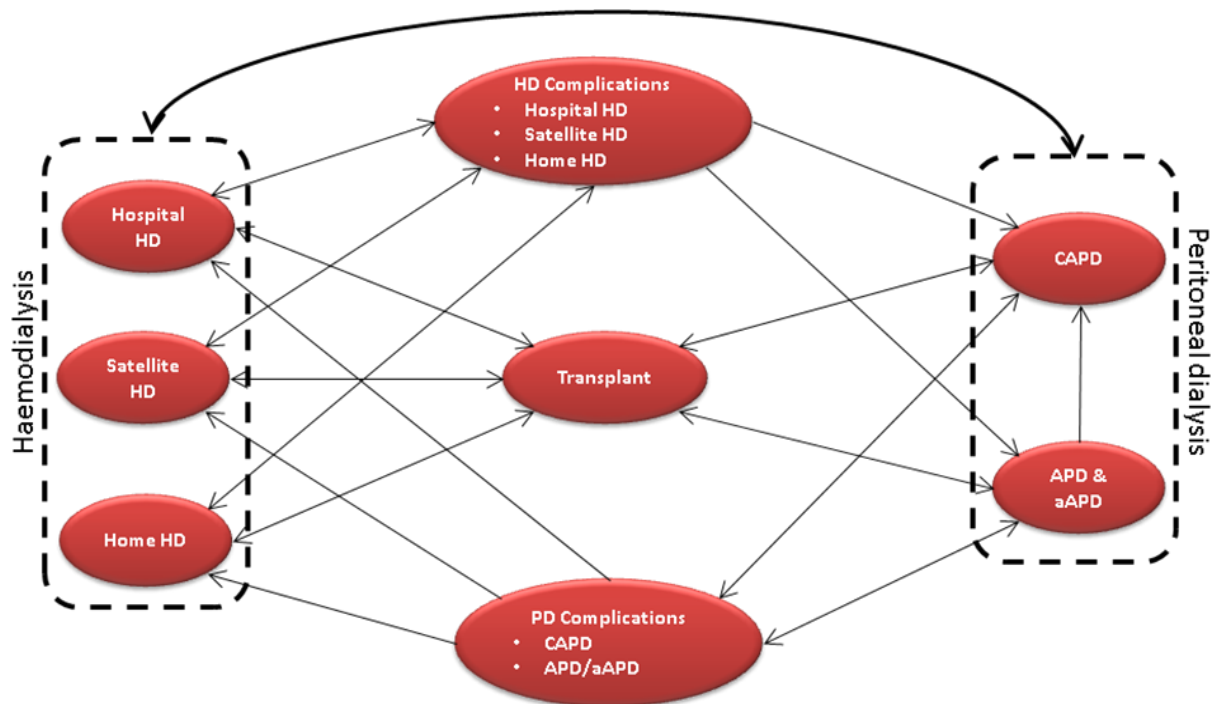 HD Complications
• Hospital HD
• Satellite HD
• Home HD
Haemodialysis
Hospital
HD
Satellite
HD
Home HD
Transplant
CAPD
APD &
aAPD
Peritoneal dialysis
PD Complications
• CAPD
• APD/aAPD